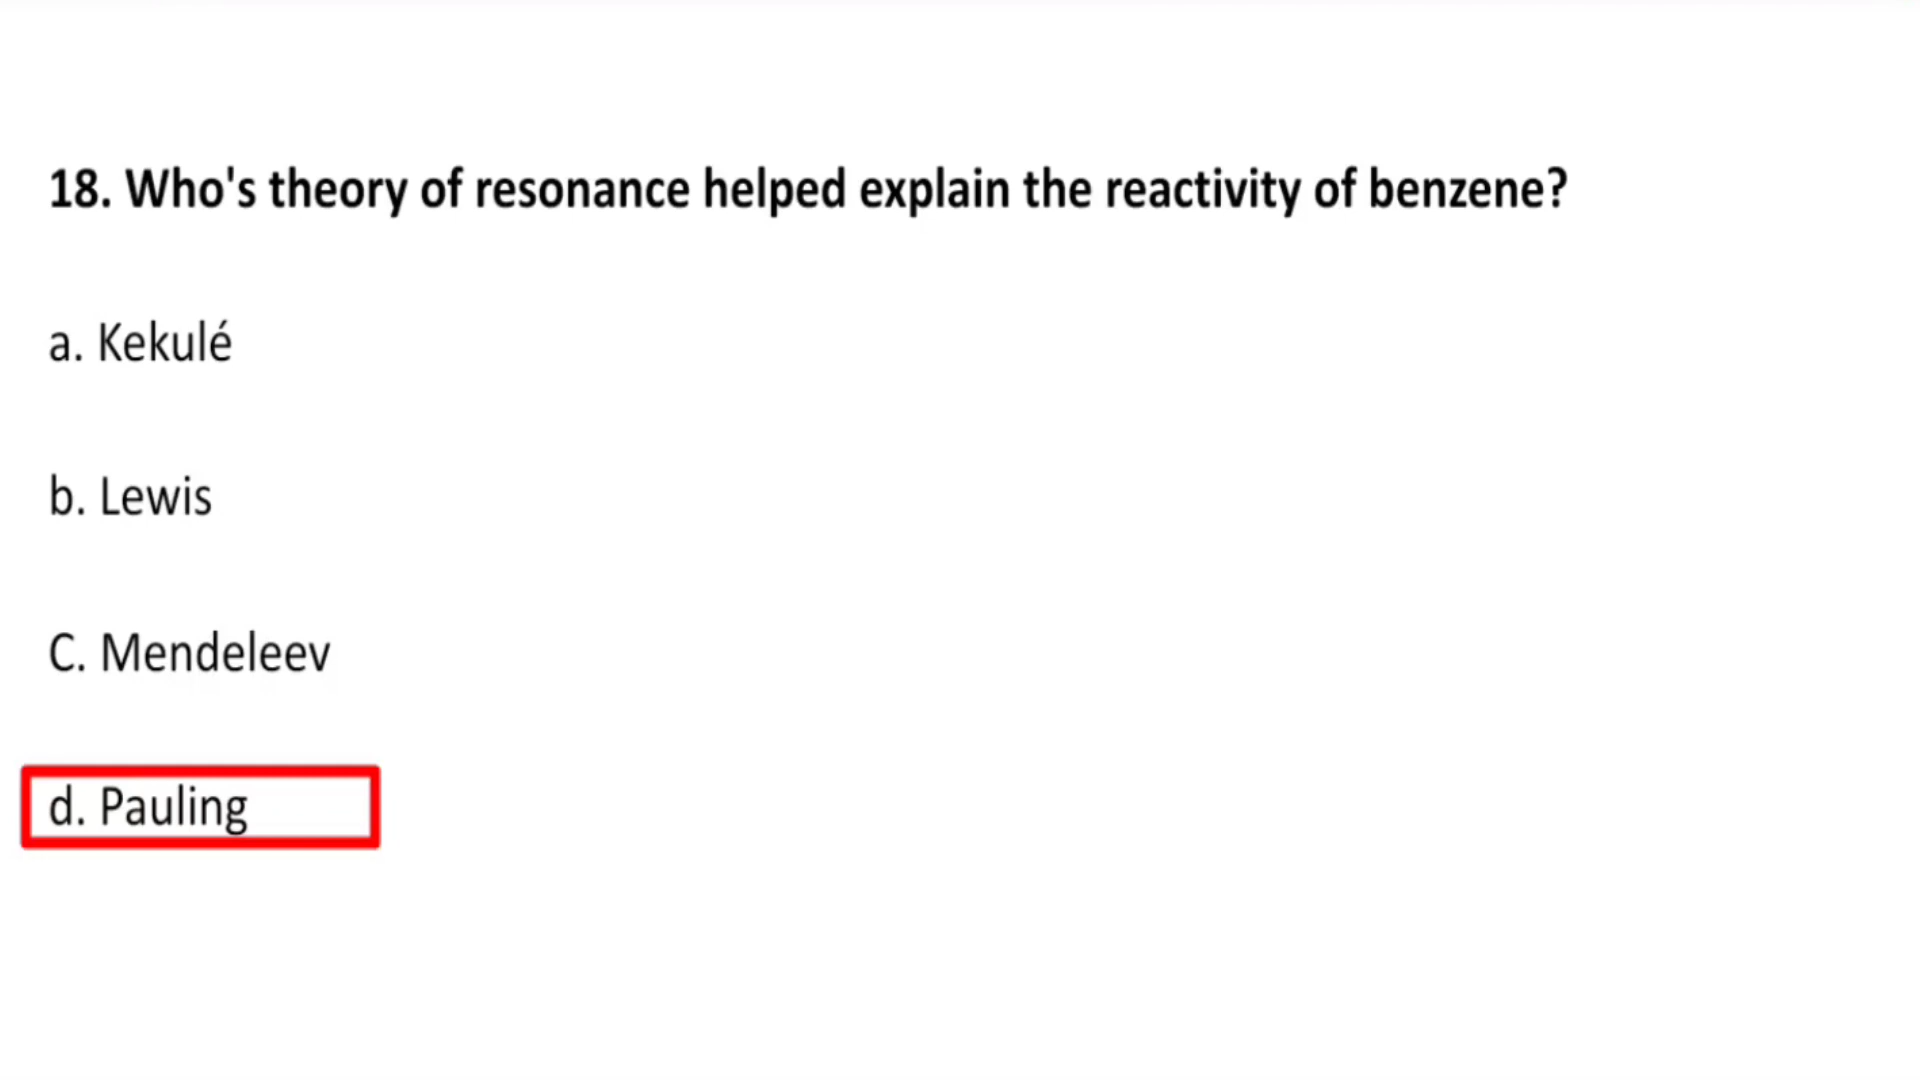 18. Who's theory of resonance helped explain the reactivity of benzene?
a. Kekulé
b. Lewis
C. Mendeleev
d. Pauling